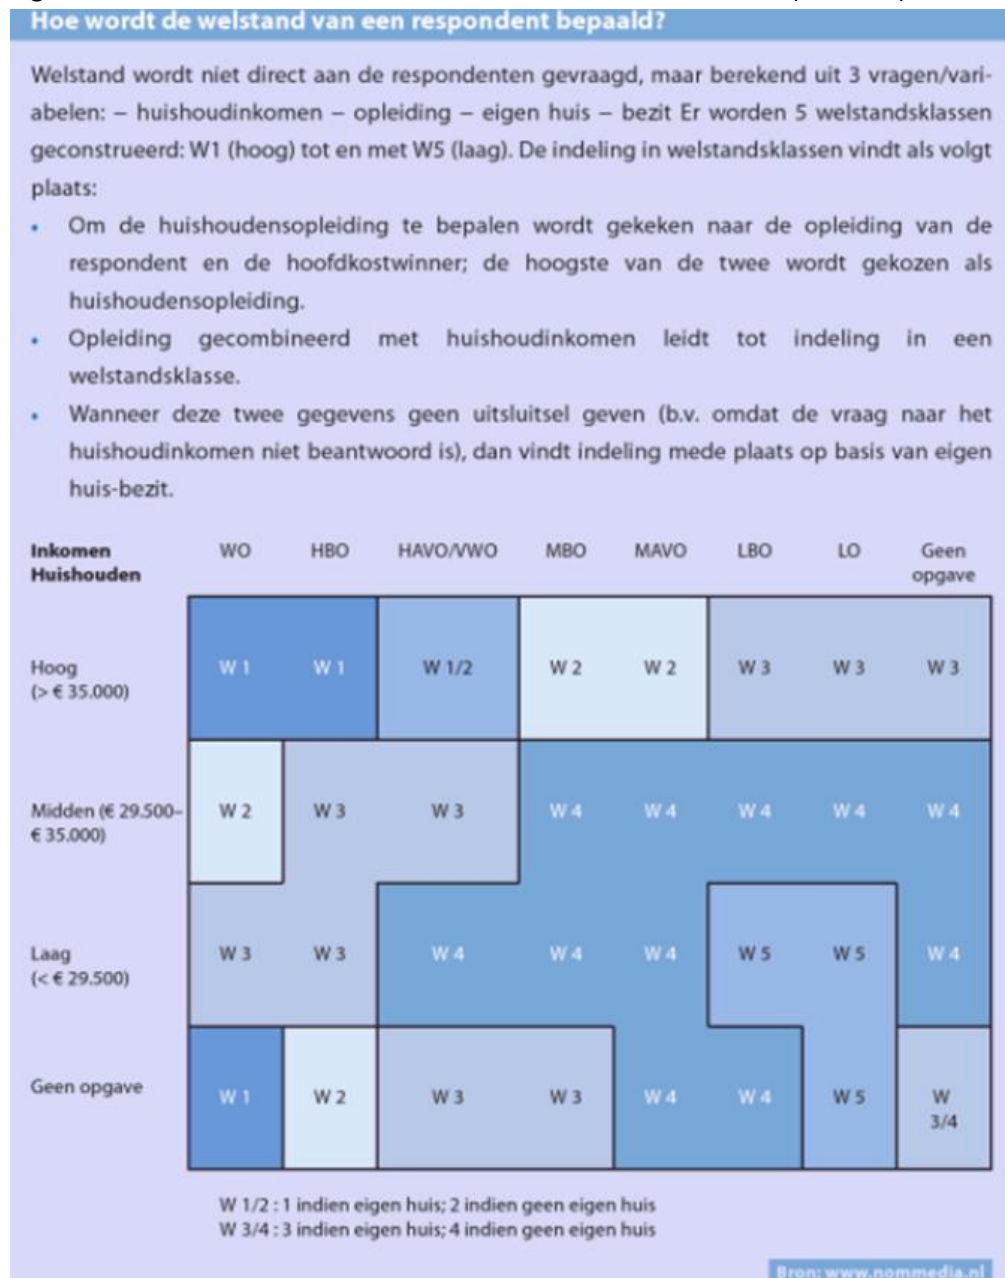 Hoe wordt de welstand van een respondent bepaald?
Welstand wordt niet direct aan de respondenten gevraagd, maar berekend uit 3 vragen/vari-
abelen: – huishoudinkomen – opleiding – eigen huis – bezit Er worden 5 welstandsklassen
geconstrueerd: W1 (hoog) tot en met W5 (laag). De indeling in welstandsklassen vindt als volgt
plaats:
• Om de huishoudensopleiding te bepalen wordt gekeken naar de opleiding van de
respondent en de hoofdkostwinner; de hoogste van de twee wordt gekozen als
huishoudensopleiding.
• Opleiding gecombineerd met huishoudinkomen leidt tot indeling in een
welstandsklasse.
• Wanneer deze twee gegevens geen uitsluitsel geven (b.v. omdat de vraag naar het
huishoudinkomen niet beantwoord is), dan vindt indeling mede plaats op basis van eigen
huis-bezit.
Inkomen WO HBO HAVO/VWO MBO MAVO LBO LO Geen
Huishouden opgave
Hoog W 1 W 1 W 1/2 W 2 W 2 W 3 W 3 W 3
(> € 35.000)
Midden (€ 29.500– W 2 W 3 W 3 W 4 W 4 W 4 W 4 W 4
€ 35.000)
Laag W 3 W 3 W 4 W 4 W 4 W 5 W 5 W 4
(< € 29.500)
Geen opgave W 1 W 2 W 3 W 3 W 4 W 4 W 5 W
3/4
W 1/2 : 1 indien eigen huis; 2 indien geen eigen huis
W 3/4 : 3 indien eigen huis; 4 indien geen eigen huis
Bron: www.nommedia.nl